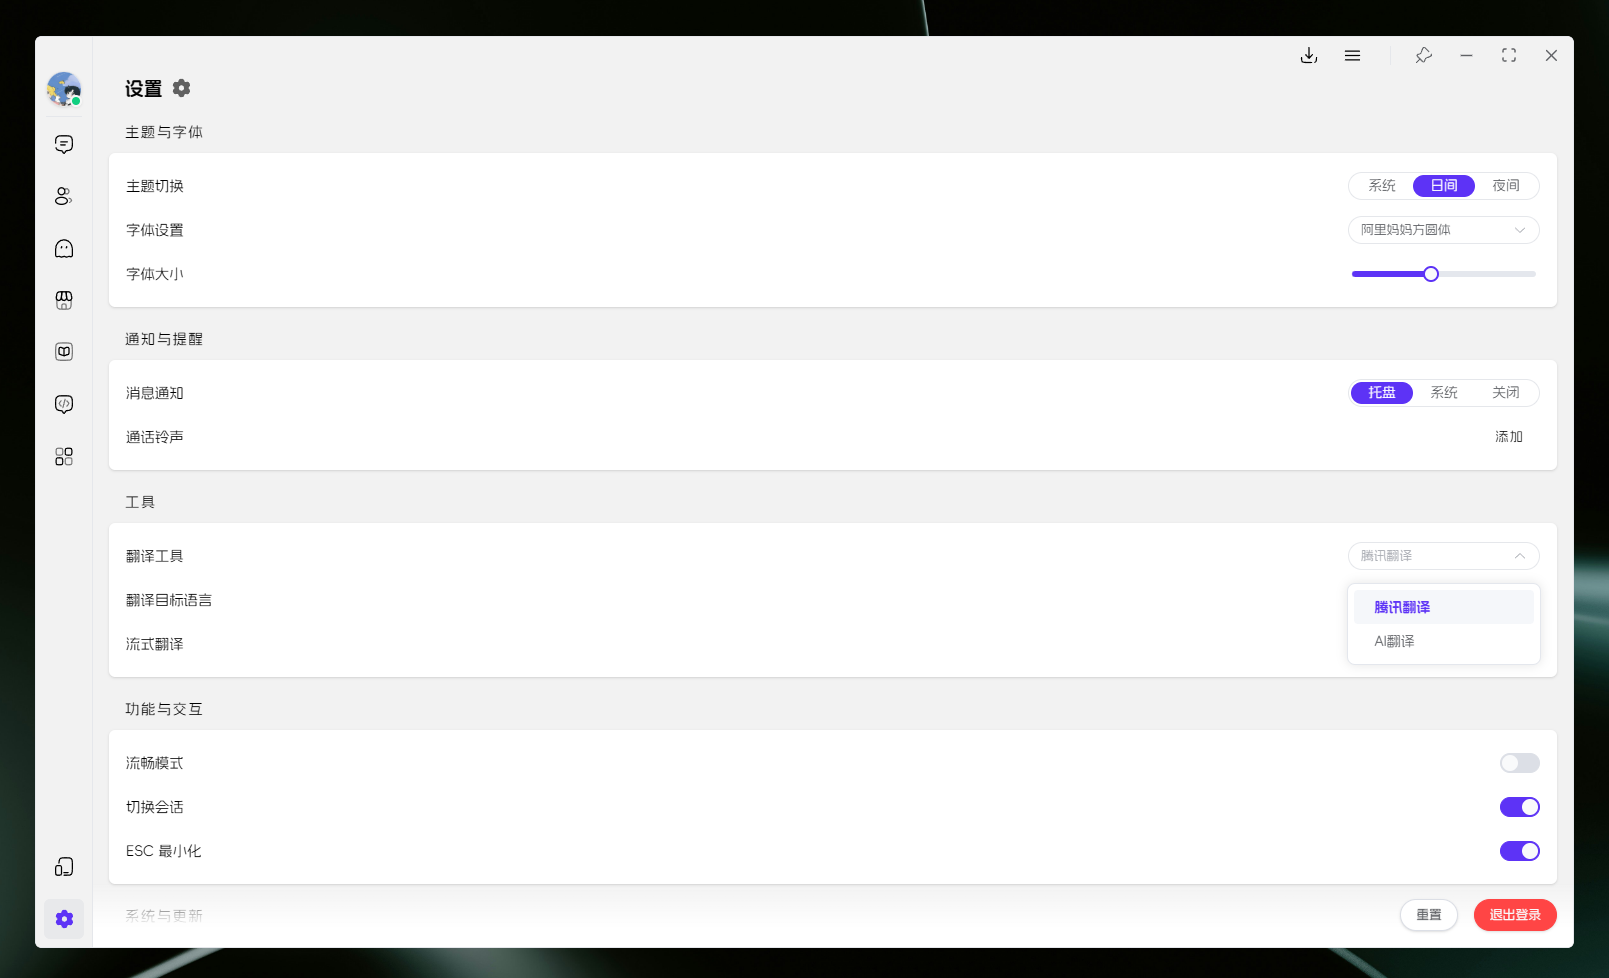 设置
主题与字体
主题切换
系统 日间 夜间
字体设置
阿里妈妈方圆体
字体大小
通知与提醒
消息通知
托盘 系统 关闭
通话铃声
添加
工具
翻译工具
腾讯翻译
翻译目标语言
腾讯翻译
流式翻译
AI翻译
功能与交互
流畅模式
切换会话
ESC 最小化
系统与更新
重置
退出登录